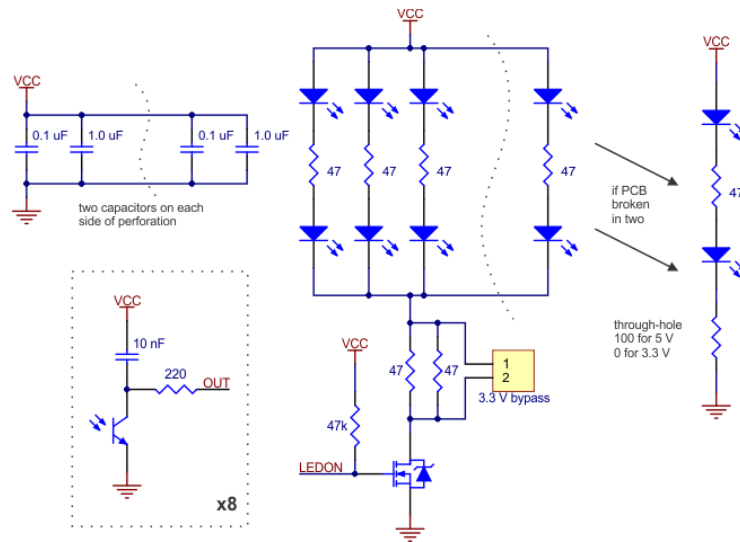 VCC
0.1 uF
1.0 uF
0.1 uF
1.0 uF
two capacitors on each
side of perforation
VCC
10 nF
220
OUT
x8
VCC
47
47
47
47
VCC
47k
LEDON
47
47
1
2
3.3 V bypass
if PCB
broken
in two
VCC
47
through-hole
100 for 5 V
0 for 3.3 V